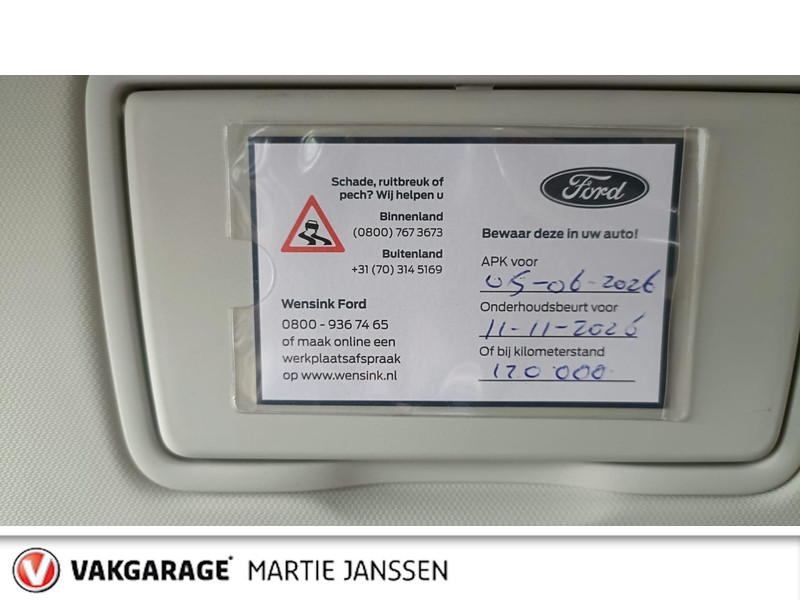 Schade, ruitbreuk of
pech? Wij helpen u
Binnenland
(0800) 767 3673
Buitenland
+31 (70) 314 5169
Wensink Ford
0800 - 936 74 65
of maak online een
werkplaatsafspraak
op www.wensink.nl
Ford
Bewaar deze in uw auto!
APK voor
05-06-2026
Onderhoudsbeurt voor
11-11-2026
Of bij kilometerstand
120 000
VAKGARAGE MARTIE JANSSEN